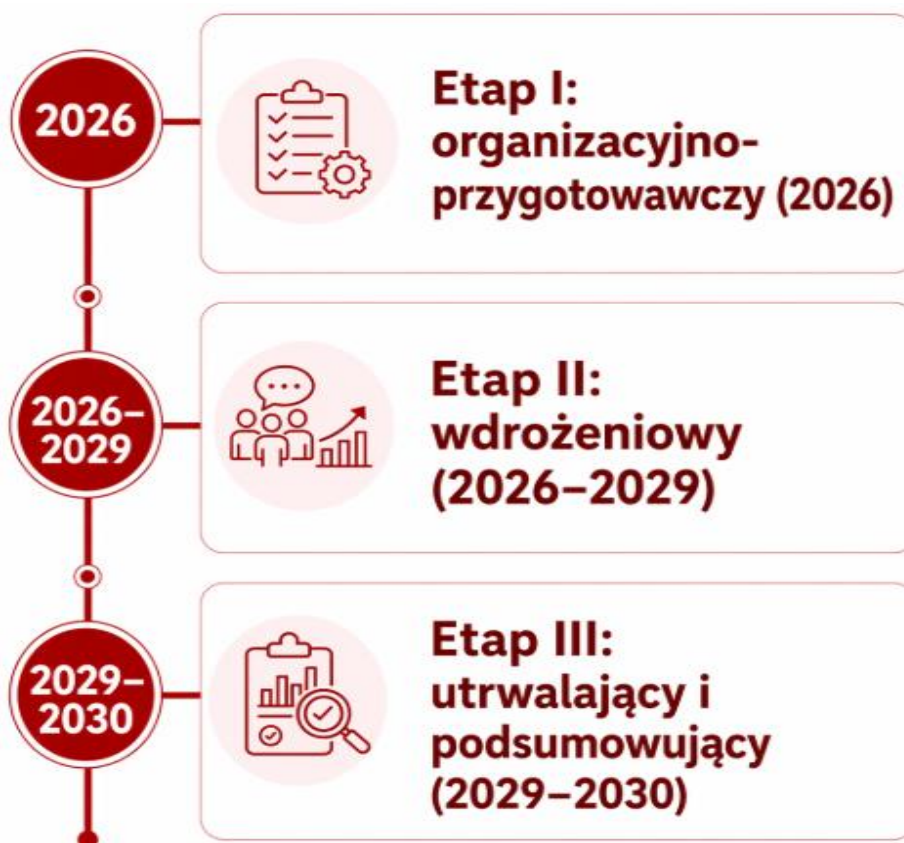 2026
Etap I:
organizacyjno-
przygotowawczy (2026)
2026–
2029
Etap II:
wdrożeniowy
(2026–2029)
2029–
2030
Etap III:
utrwalający i
podsumowujący
(2029–2030)